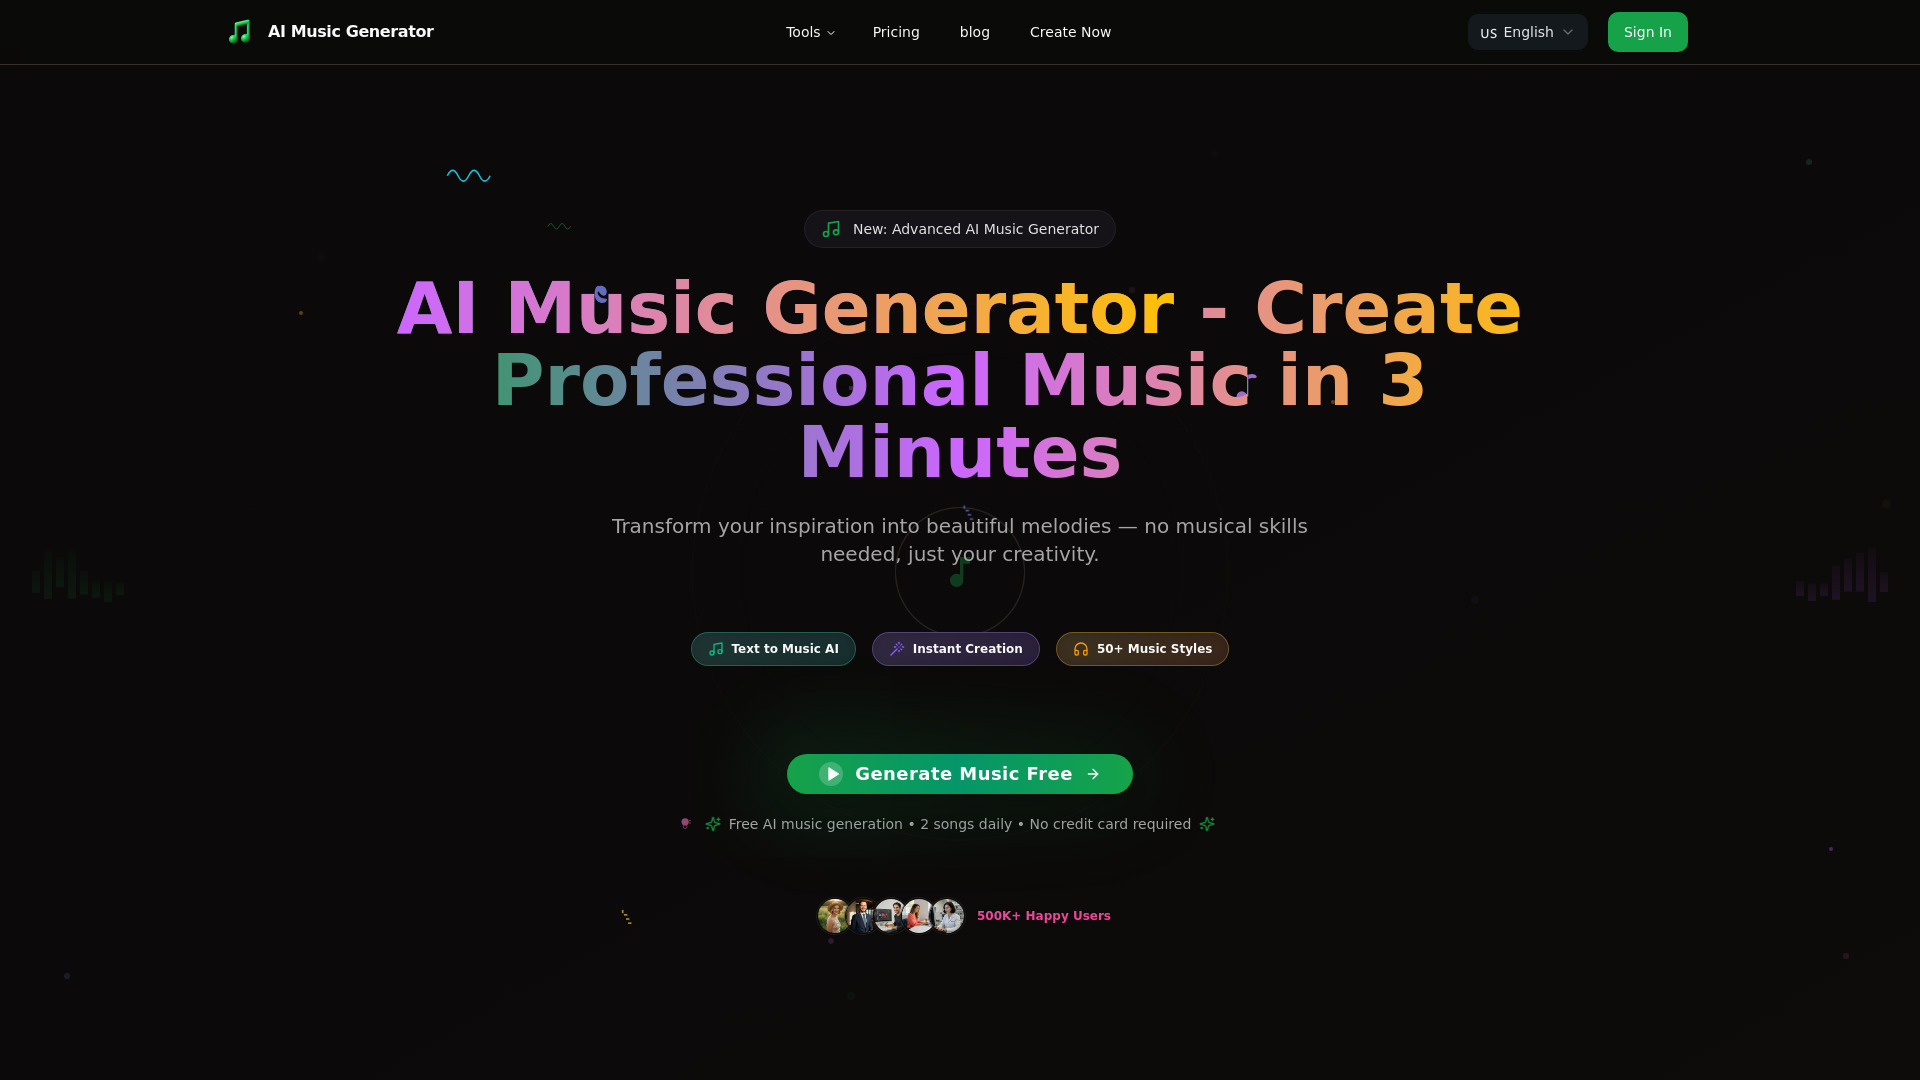 AI Music Generator
Tools
Pricing
blog
Create Now
US English
Sign In
New: Advanced AI Music Generator
AI Music Generator - Create
Professional Music in 3
Minutes
Transform your inspiration into beautiful melodies — no musical skills
needed, just your creativity.
Text to Music AI
Instant Creation
50+ Music Styles
Generate Music Free
Free AI music generation • 2 songs daily • No credit card required
500K+ Happy Users